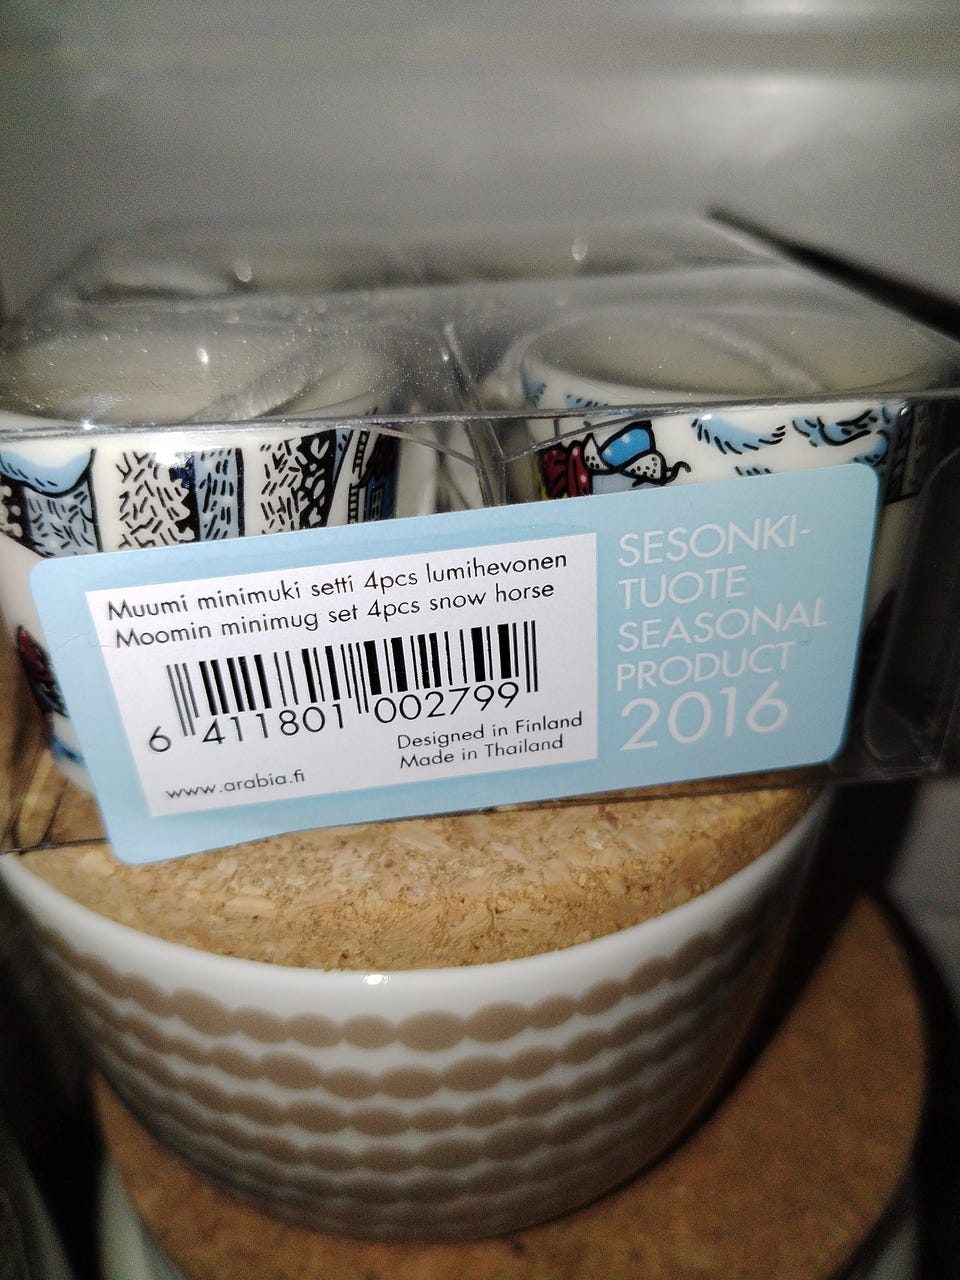 Muumi minimuki setti 4pcs lumihevonen
Moomin minimug set 4pcs snow horse
6 411801 002799
Designed in Finland
Made in Thailand
www.arabia.fi
SESONKI-
TUOTE
SEASONAL
PRODUCT
2016